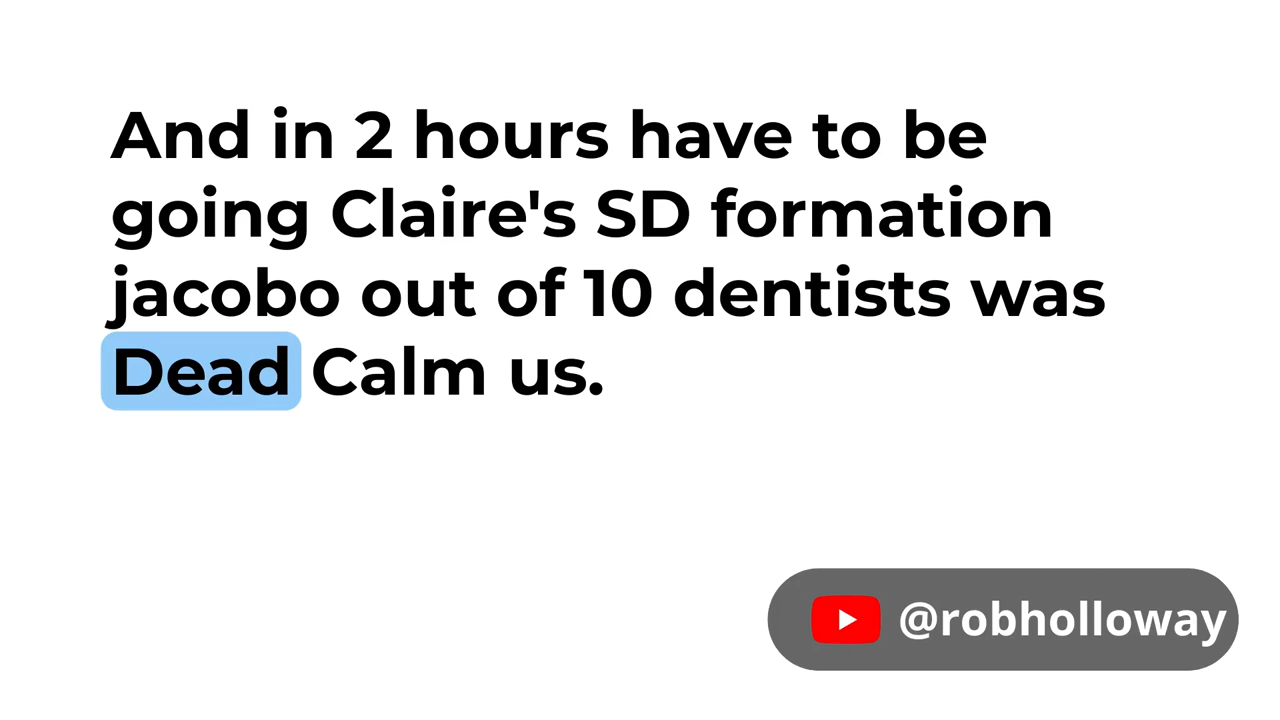 And in 2 hours have to be
going Claire's SD formation
jacobo out of 10 dentists was
Dead Calm us.
@robholloway